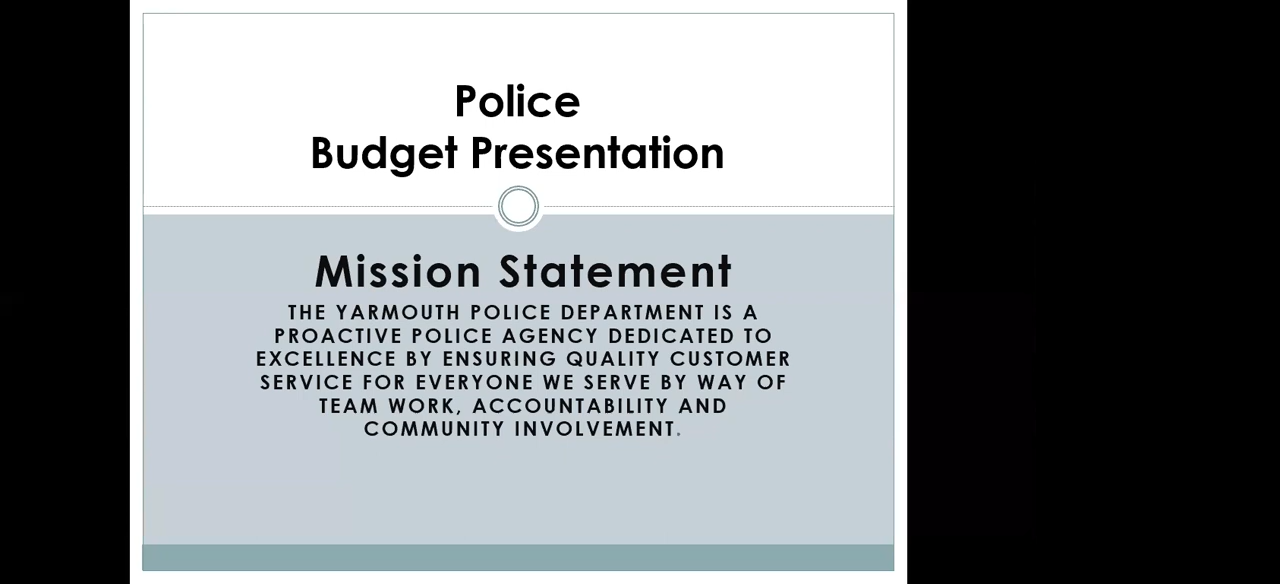 Police
Budget Presentation
Mission Statement
THE YARMOUTH POLICE DEPARTMENT IS A
PROACTIVE POLICE AGENCY DEDICATED TO
EXCELLENCE BY ENSURING QUALITY CUSTOMER
SERVICE FOR EVERYONE WE SERVE BY WAY OF
TEAM WORK, ACCOUNTABILITY AND
COMMUNITY INVOLVEMENT.